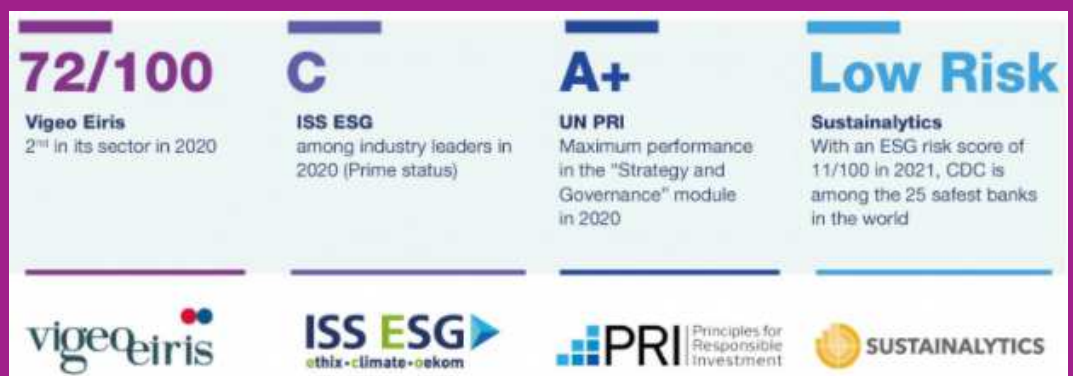 72/100
Vigeo Eiris
2nd in its sector in 2020
C
ISS ESG
among industry leaders in
2020 (Prime status)
A+
UN PRI
Maximum performance
in the "Strategy and
Governance" module
in 2020
Low Risk
Sustainalytics
With an ESG risk score of
11/100 in 2021, CDC is
among the 25 safest banks
in the world
vigeoeiris
ISS ESG
ethix-climate-oekom
PRI
Principles for
Responsible
Investment
SUSTAINALYTICS